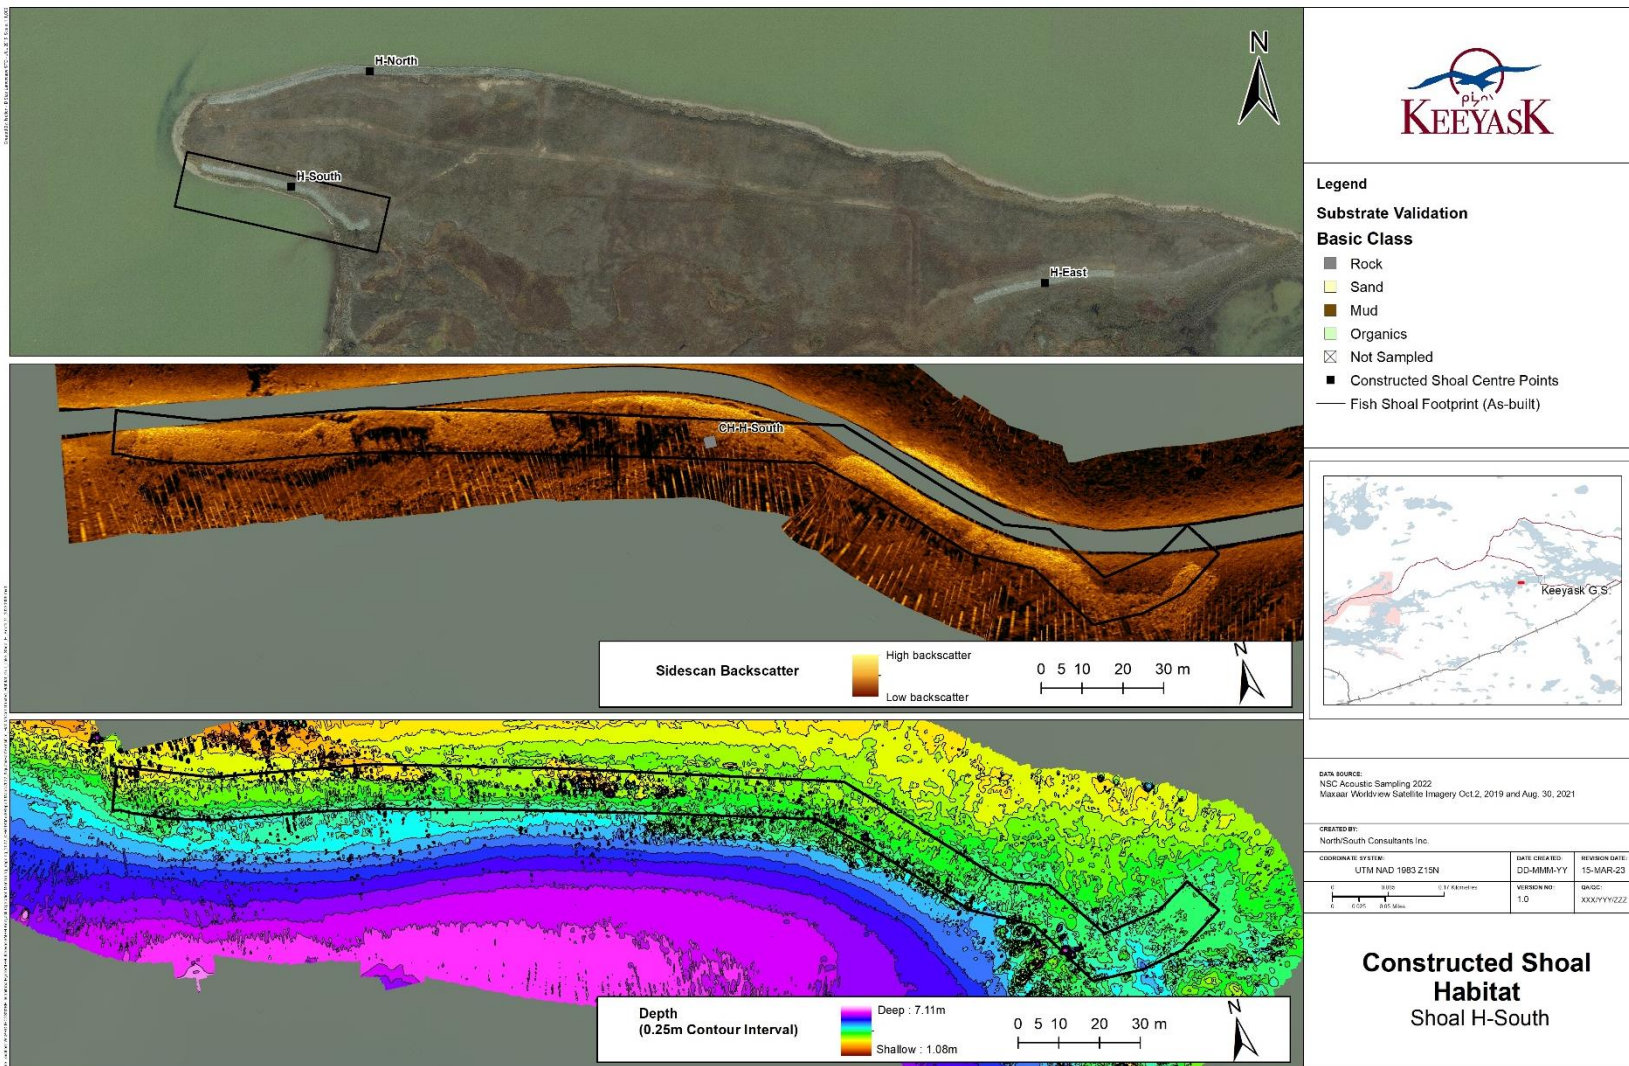 H-North
H-South
H-East
N
CH-H-South
Sidescan Backscatter
High backscatter
Low backscatter
0 5 10 20 30 m
N
Depth
(0.25m Contour Interval)
Deep : 7.11m
Shallow : 1.08m
0 5 10 20 30 m
N
KEEYASK
Legend
Substrate Validation
Basic Class
Rock
Sand
Mud
Organics
Not Sampled
Constructed Shoal Centre Points
Fish Shoal Footprint (As-built)
Keeyask G.S.
DATA SOURCE:
NSC Acoustic Sampling 2022
Maxaar Worldview Satellite Imagery Oct.2, 2019 and Aug. 30, 2021
CREATED BY:
North/South Consultants Inc.
COORDINATE SYSTEM:
UTM NAD 1983 Z15N
DATE CREATED:
DD-MMM-YY
REVISION DATE:
15-MAR-23
VERSION NO:
1.0
QA/QC:
XXX/YYY/ZZZ
Constructed Shoal
Habitat
Shoal H-South